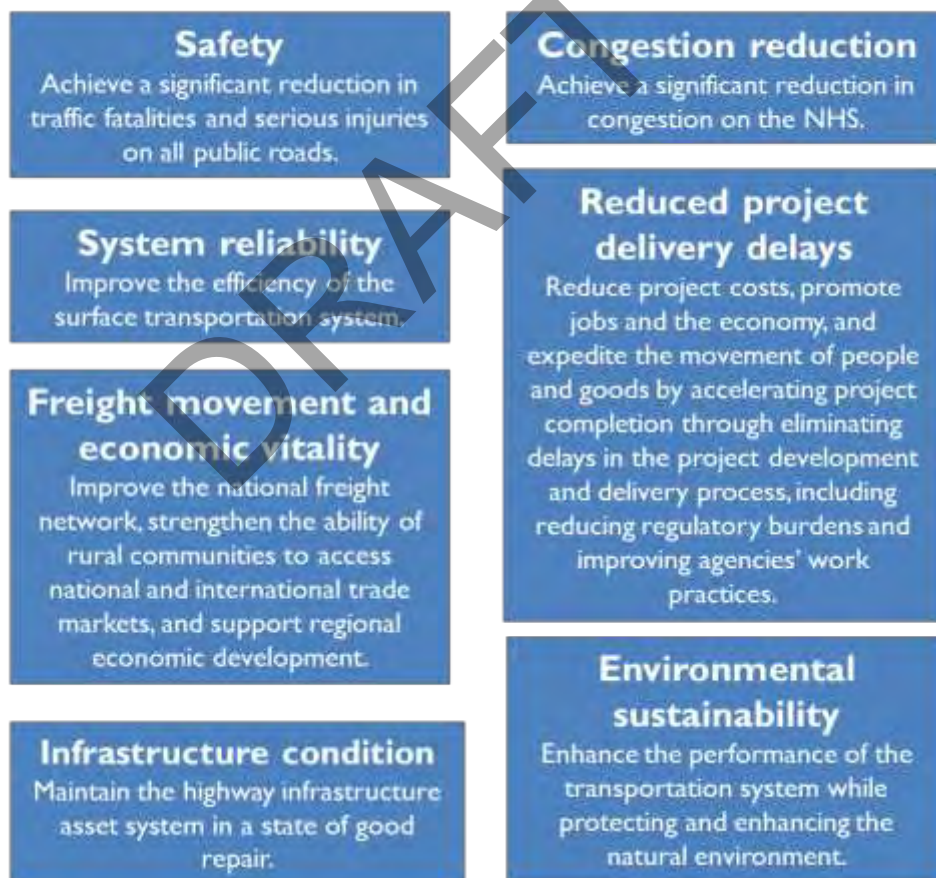 Safety
Achieve a significant reduction in
traffic fatalities and serious injuries
on all public roads.
System reliability
Improve the efficiency of the
surface transportation system.
Freight movement and
economic vitality
Improve the national freight
network, strengthen the ability of
rural communities to access
national and international trade
markets, and support regional
economic development.
Infrastructure condition
Maintain the highway infrastructure
asset system in a state of good
repair.
Congestion reduction
Achieve a significant reduction in
congestion on the NHS.
Reduced project
delivery delays
Reduce project costs, promote
jobs and the economy, and
expedite the movement of people
and goods by accelerating project
completion through eliminating
delays in the project development
and delivery process, including
reducing regulatory burdens and
improving agencies’ work
practices.
Environmental
sustainability
Enhance the performance of the
transportation system while
protecting and enhancing the
natural environment.
DRAFT